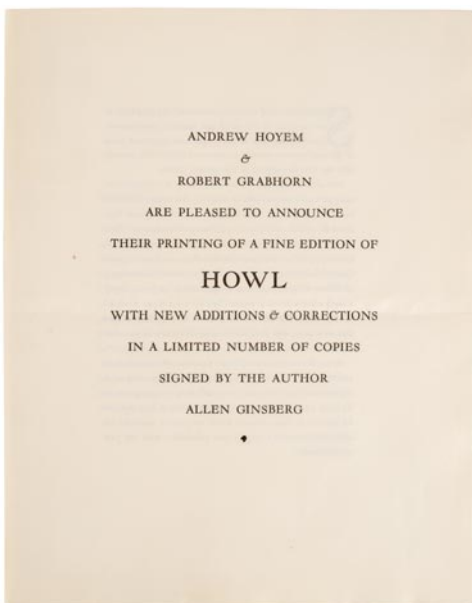 ANDREW HOYEM
&
ROBERT GRABHORN
ARE PLEASED TO ANNOUNCE
THEIR PRINTING OF A FINE EDITION OF
HOWL
WITH NEW ADDITIONS & CORRECTIONS
IN A LIMITED NUMBER OF COPIES
SIGNED BY THE AUTHOR
ALLEN GINSBERG